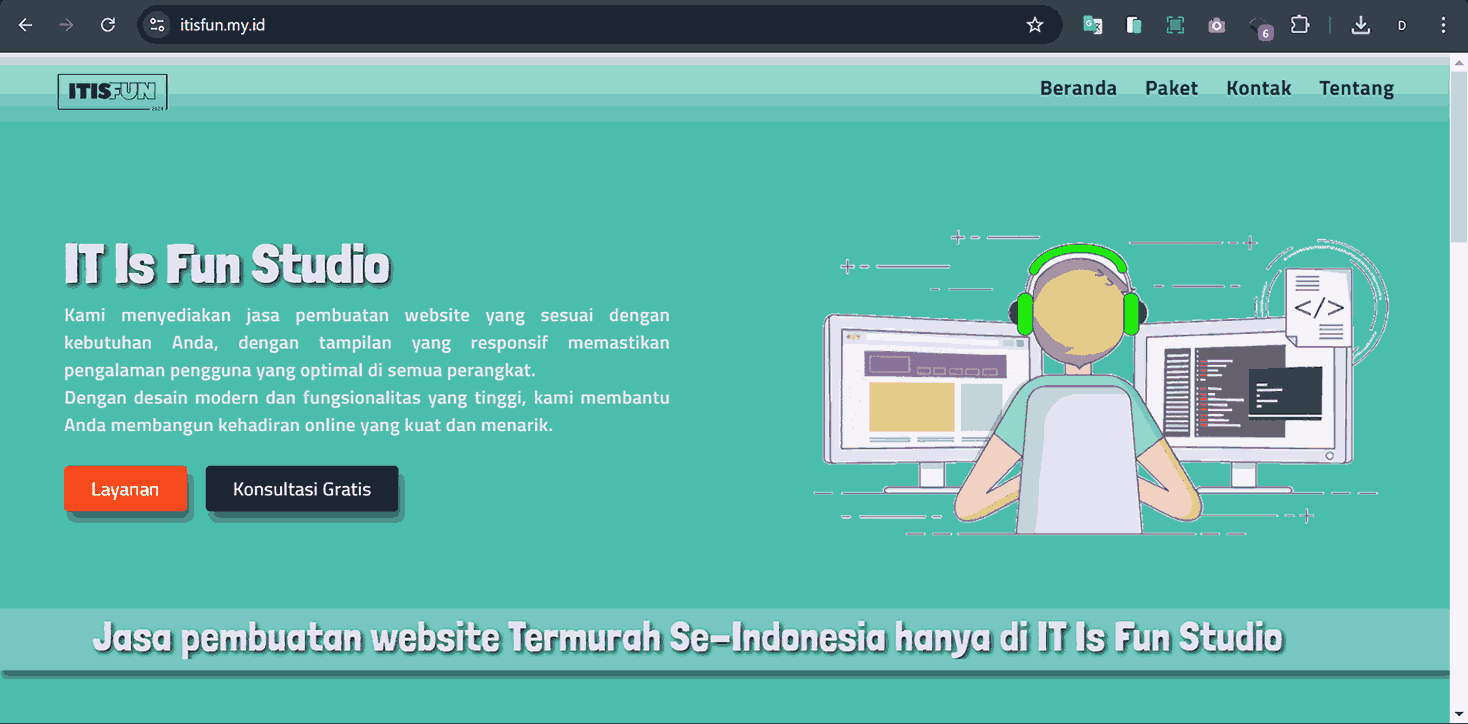 itisfun.my.id
6
D
ITISFUN
2024
Beranda Paket Kontak Tentang
IT Is Fun Studio
Kami menyediakan jasa pembuatan website yang sesuai dengan
kebutuhan Anda, dengan tampilan yang responsif memastikan
pengalaman pengguna yang optimal di semua perangkat.
Dengan desain modern dan fungsionalitas yang tinggi, kami membantu
Anda membangun kehadiran online yang kuat dan menarik.
Layanan Konsultasi Gratis
</>
Jasa pembuatan website Termurah Se-Indonesia hanya di IT Is Fun Studio